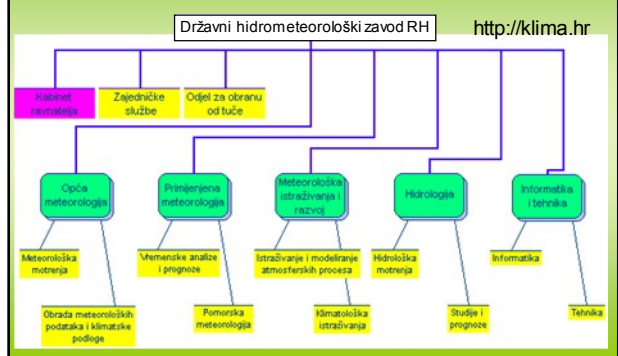 Državni hidrometeorološki zavod RH
http://klima.hr
Kabinet
ravnatelja
Zajedničke
službe
Odjel za obranu
od tuče
Opća
meteorologija
Primijenjena
meteorologija
Meteorološka
istraživanja i
razvoj
Hidrologija
Informatika
i tehnika
Meteorološka
motrenja
Vremenske analize
i prognoze
Istraživanje i modeliranje
atmosferskih procesa
Hidrološka
motrenja
Informatika
Obrada meteoroloških
podataka i klimatske
podloge
Pomorska
meteorologija
Klimatološka
istraživanja
Studije i
prognoze
Tehnika